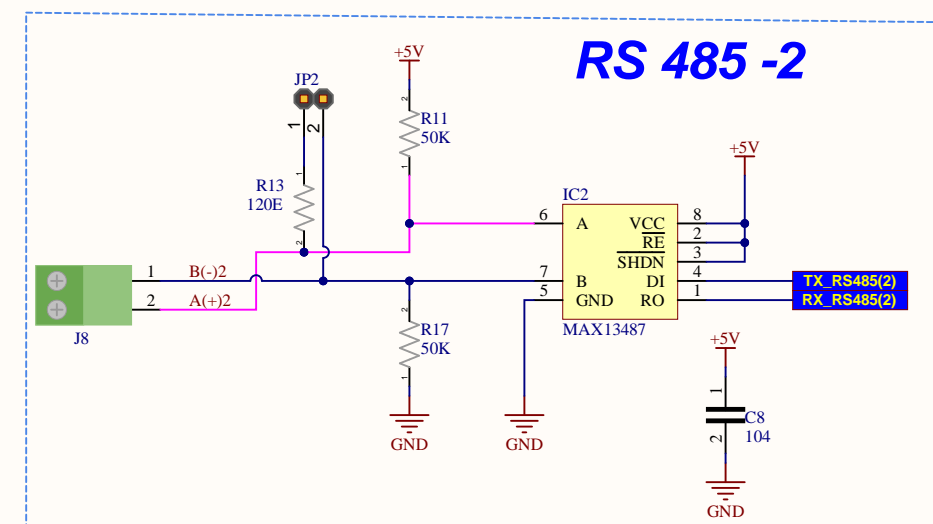 RS 485 -2
+5V
JP2
1
2
2
R11
50K
1
+5V
R13
120E
1
2
IC2
6
A
VCC
8
RE
2
SHDN
3
7
B
DI
4
TX_RS485(2)
5
GND
RO
1
RX_RS485(2)
MAX13487
1
B(-)2
2
A(+)2
J8
2
R17
50K
1
GND
GND
+5V
1
C8
104
2
GND